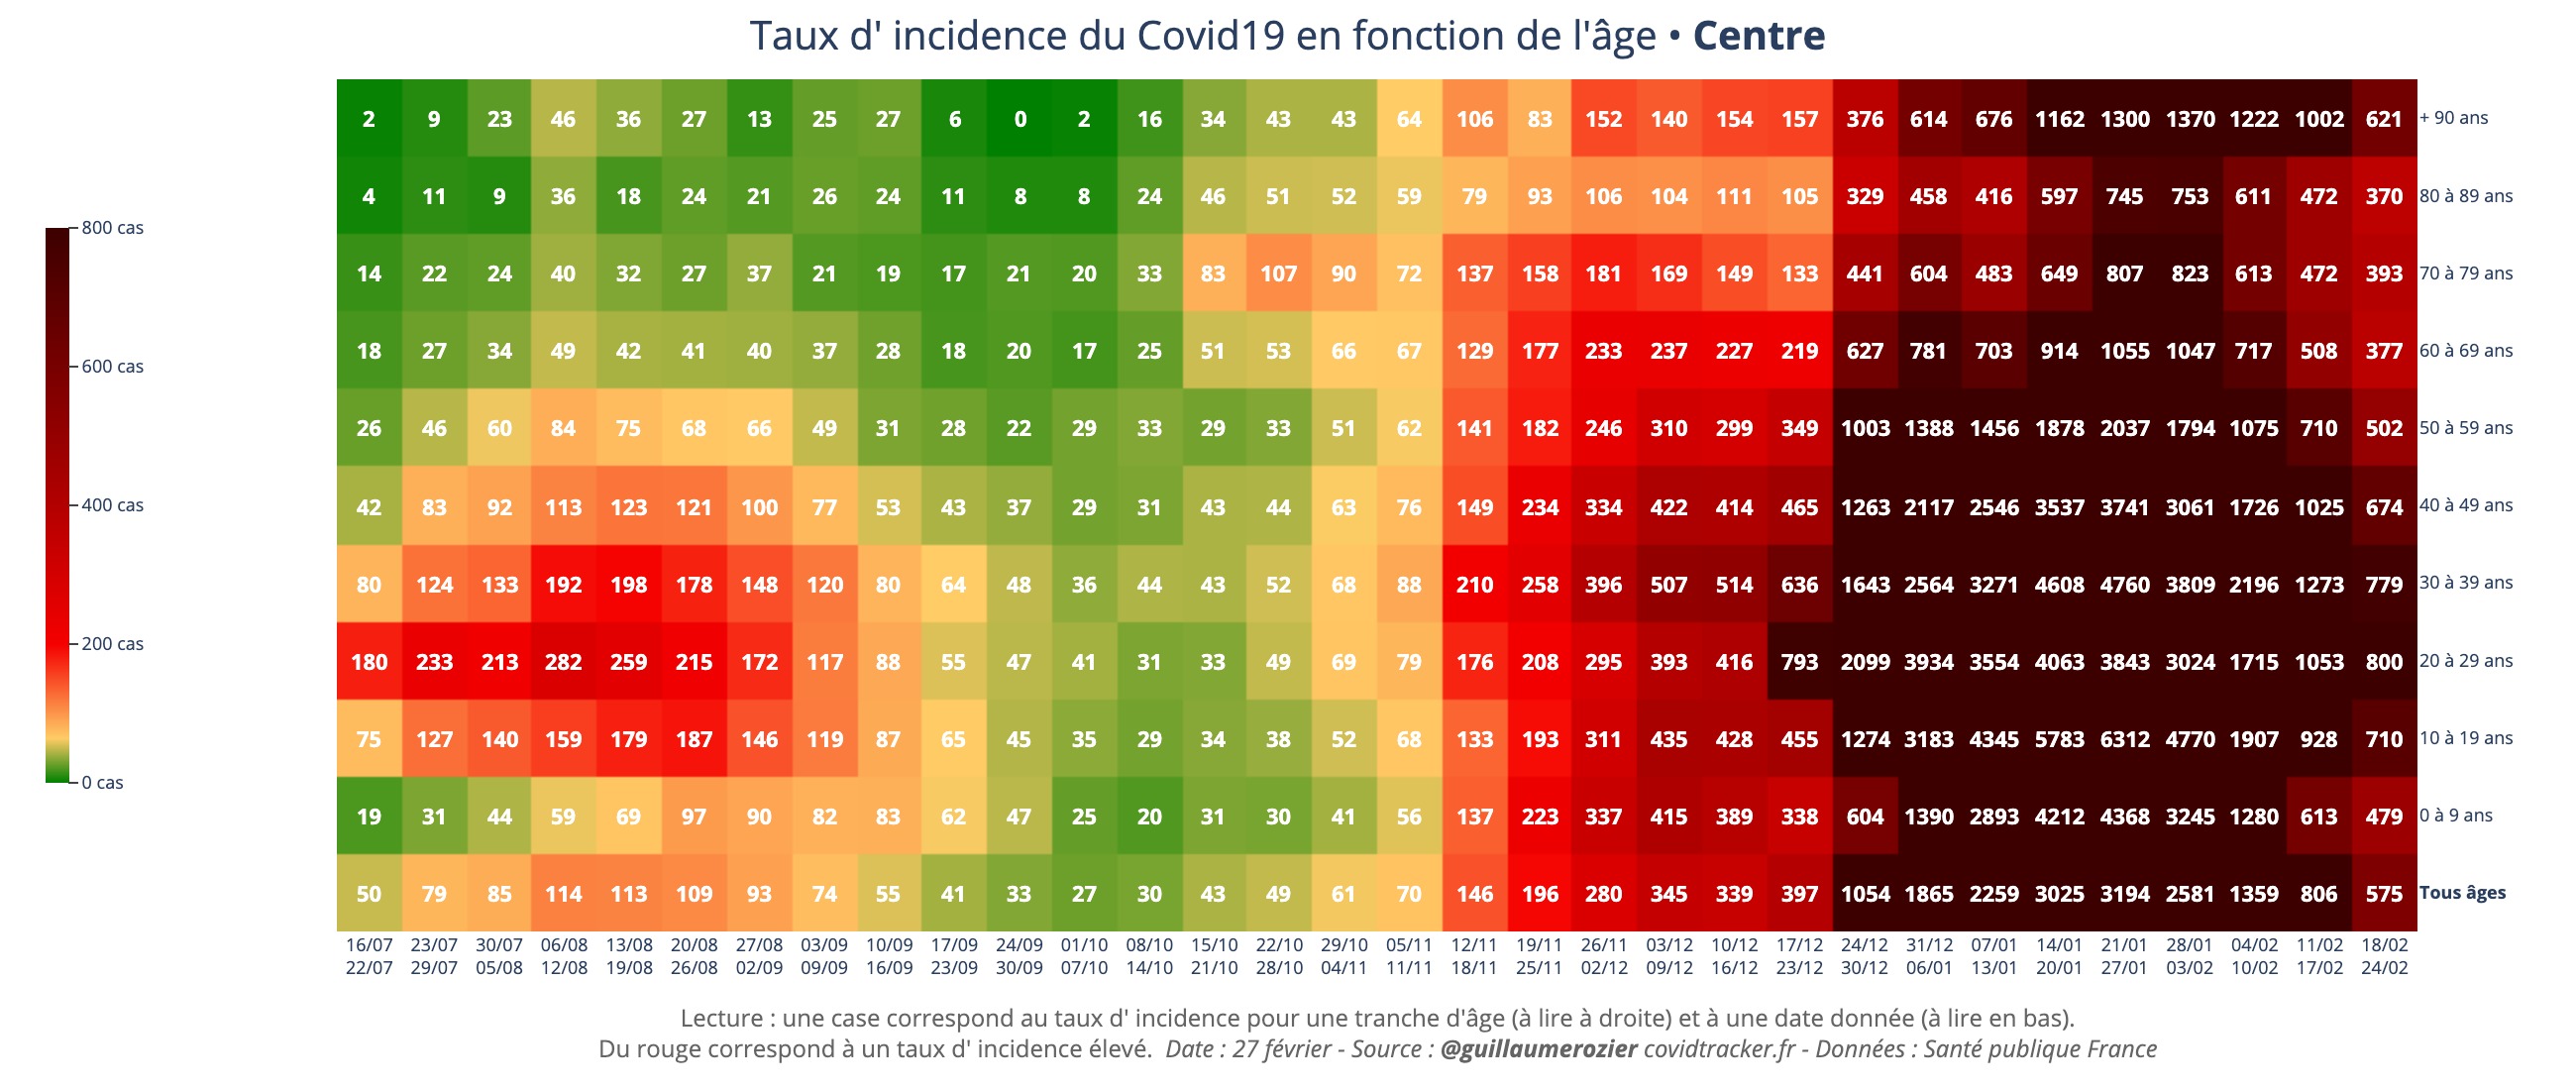 Taux d' incidence du Covid19 en fonction de l'âge • Centre
2 9 23 46 36 27 13 25 27 6 0 2 16 34 43 43 64 106 83 152 140 154 157 376 614 676 1162 1300 1370 1222 1002 621 + 90 ans
4 11 9 36 18 24 21 26 24 11 8 8 24 46 51 52 59 79 93 106 104 111 105 329 458 416 597 745 753 611 472 370 80 à 89 ans
800 cas
14 22 24 40 32 27 37 21 19 17 21 20 33 83 107 90 72 137 158 181 169 149 133 441 604 483 649 807 823 613 472 393 70 à 79 ans
18 27 34 49 42 41 40 37 28 18 20 17 25 51 53 66 67 129 177 233 237 227 219 627 781 703 914 1055 1047 717 508 377 60 à 69 ans
600 cas
26 46 60 84 75 68 66 49 31 28 22 29 33 29 33 51 62 141 182 246 310 299 349 1003 1388 1456 1878 2037 1794 1075 710 502 50 à 59 ans
400 cas
42 83 92 113 123 121 100 77 53 43 37 29 31 43 44 63 76 149 234 334 422 414 465 1263 2117 2546 3537 3741 3061 1726 1025 674 40 à 49 ans
80 124 133 192 198 178 148 120 80 64 48 36 44 43 52 68 88 210 258 396 507 514 636 1643 2564 3271 4608 4760 3809 2196 1273 779 30 à 39 ans
200 cas
180 233 213 282 259 215 172 117 88 55 47 41 31 33 49 69 79 176 208 295 393 416 793 2099 3934 3554 4063 3843 3024 1715 1053 800 20 à 29 ans
75 127 140 159 179 187 146 119 87 65 45 35 29 34 38 52 68 133 193 311 435 428 455 1274 3183 4345 5783 6312 4770 1907 928 710 10 à 19 ans
0 cas
19 31 44 59 69 97 90 82 83 62 47 25 20 31 30 41 56 137 223 337 415 389 338 604 1390 2893 4212 4368 3245 1280 613 479 0 à 9 ans
50 79 85 114 113 109 93 74 55 41 33 27 30 43 49 61 70 146 196 280 345 339 397 1054 1865 2259 3025 3194 2581 1359 806 575 Tous âges
16/07 23/07 30/07 06/08 13/08 20/08 27/08 03/09 10/09 17/09 24/09 01/10 08/10 15/10 22/10 29/10 05/11 12/11 19/11 26/11 03/12 10/12 17/12 24/12 31/12 07/01 14/01 21/01 28/01 04/02 11/02 18/02
22/07 29/07 05/08 12/08 19/08 26/08 02/09 09/09 16/09 23/09 30/09 07/10 14/10 21/10 28/10 04/11 11/11 18/11 25/11 02/12 09/12 16/12 23/12 30/12 06/01 13/01 20/01 27/01 03/02 10/02 17/02 24/02
Lecture : une case correspond au taux d' incidence pour une tranche d'âge (à lire à droite) et à une date donnée (à lire en bas).
Du rouge correspond à un taux d' incidence élevé. Date : 27 février - Source : @guillaumerozier covidtracker.fr - Données : Santé publique France